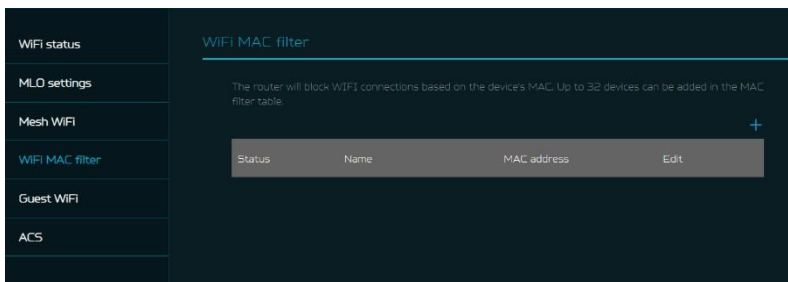 WiFi status
MLO settings
Mesh WiFi
WiFi MAC filter
Guest WiFi
ACS
WiFi MAC filter
The router will block WIFI connections based on the device's MAC. Up to 32 devices can be added in the MAC
filter table.
+
Status Name MAC address Edit